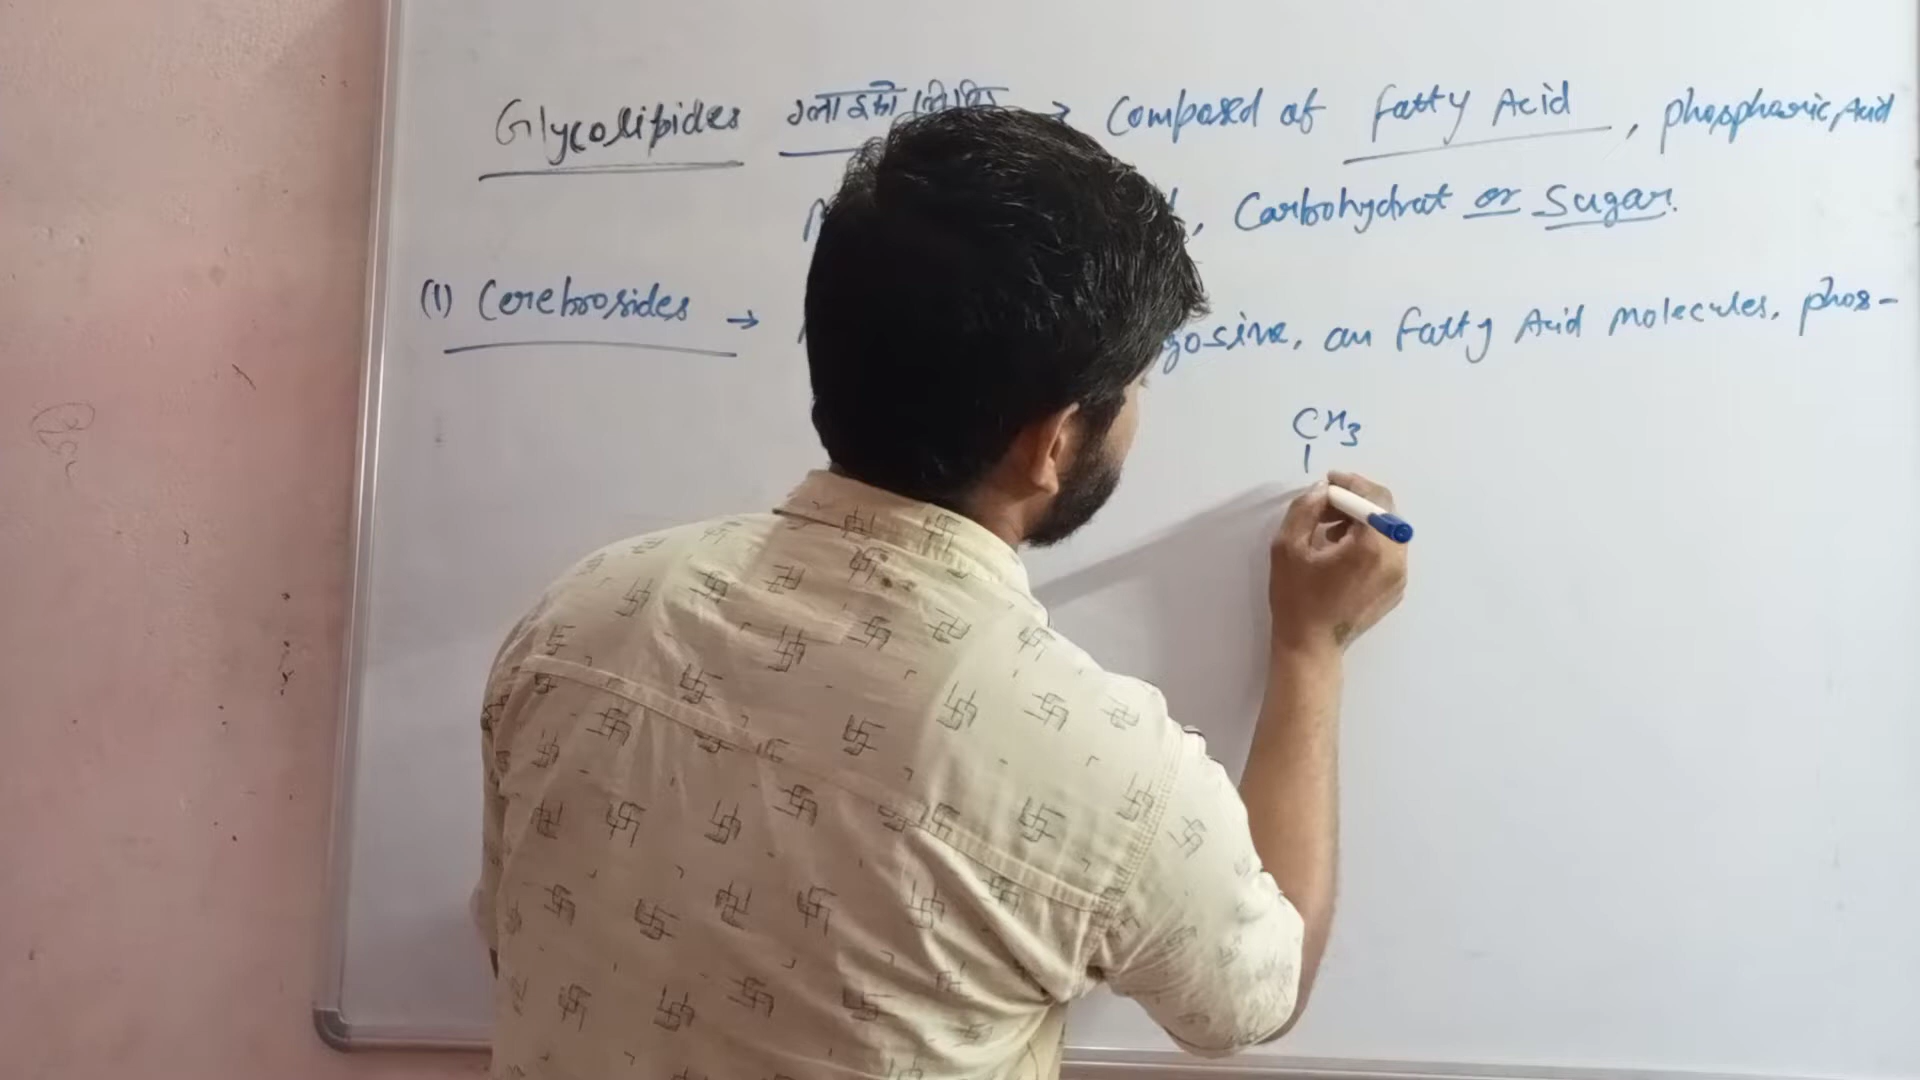 Glycolipides ग्लाइको → Composed of fatty Acid, phosphoric Acid
, Carbohydrat or Sugar.
(1) Cerebrosides → gosine, an fatty Acid molecules, phos-
CH3